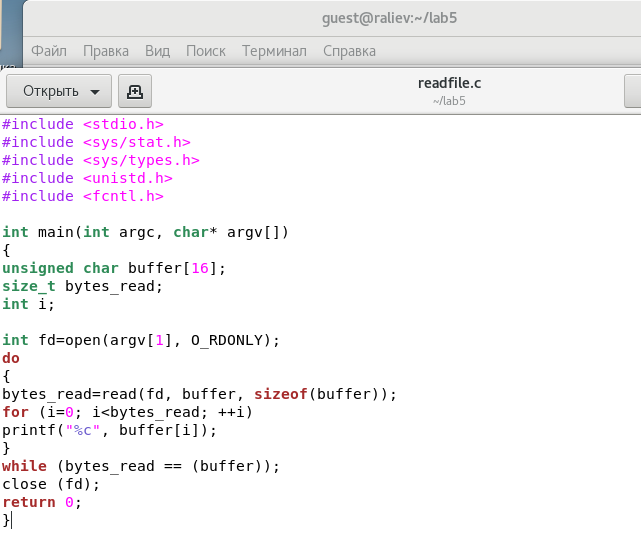 guest@raliev:~/lab5
Файл Правка Вид Поиск Терминал Справка
Открыть
readfile.c
~/lab5
#include <stdio.h>
#include <sys/stat.h>
#include <sys/types.h>
#include <unistd.h>
#include <fcntl.h>
int main(int argc, char* argv[])
{
unsigned char buffer[16];
size_t bytes_read;
int i;
int fd=open(argv[1], O_RDONLY);
do
{
bytes_read=read(fd, buffer, sizeof(buffer));
for (i=0; i<bytes_read; ++i)
printf("%c", buffer[i]);
}
while (bytes_read == (buffer));
close (fd);
return 0;
}